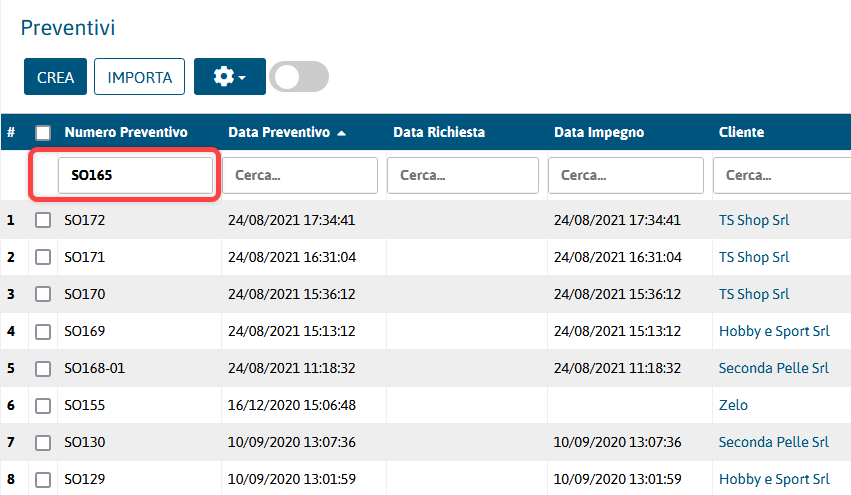 Preventivi
CREA IMPORTA
# Numero Preventivo Data Preventivo Data Richiesta Data Impegno Cliente
SO165 Cerca... Cerca... Cerca... Cerca...
1 SO172 24/08/2021 17:34:41 24/08/2021 17:34:41 TS Shop Srl
2 SO171 24/08/2021 16:31:04 24/08/2021 16:31:04 TS Shop Srl
3 SO170 24/08/2021 15:36:12 24/08/2021 15:36:12 TS Shop Srl
4 SO169 24/08/2021 15:13:12 24/08/2021 15:13:12 Hobby e Sport Srl
5 SO168-01 24/08/2021 11:18:32 24/08/2021 11:18:32 Seconda Pelle Srl
6 SO155 16/12/2020 15:06:48 Zelo
7 SO130 10/09/2020 13:07:36 10/09/2020 13:07:36 Seconda Pelle Srl
8 SO129 10/09/2020 13:01:59 10/09/2020 13:01:59 Hobby e Sport Srl